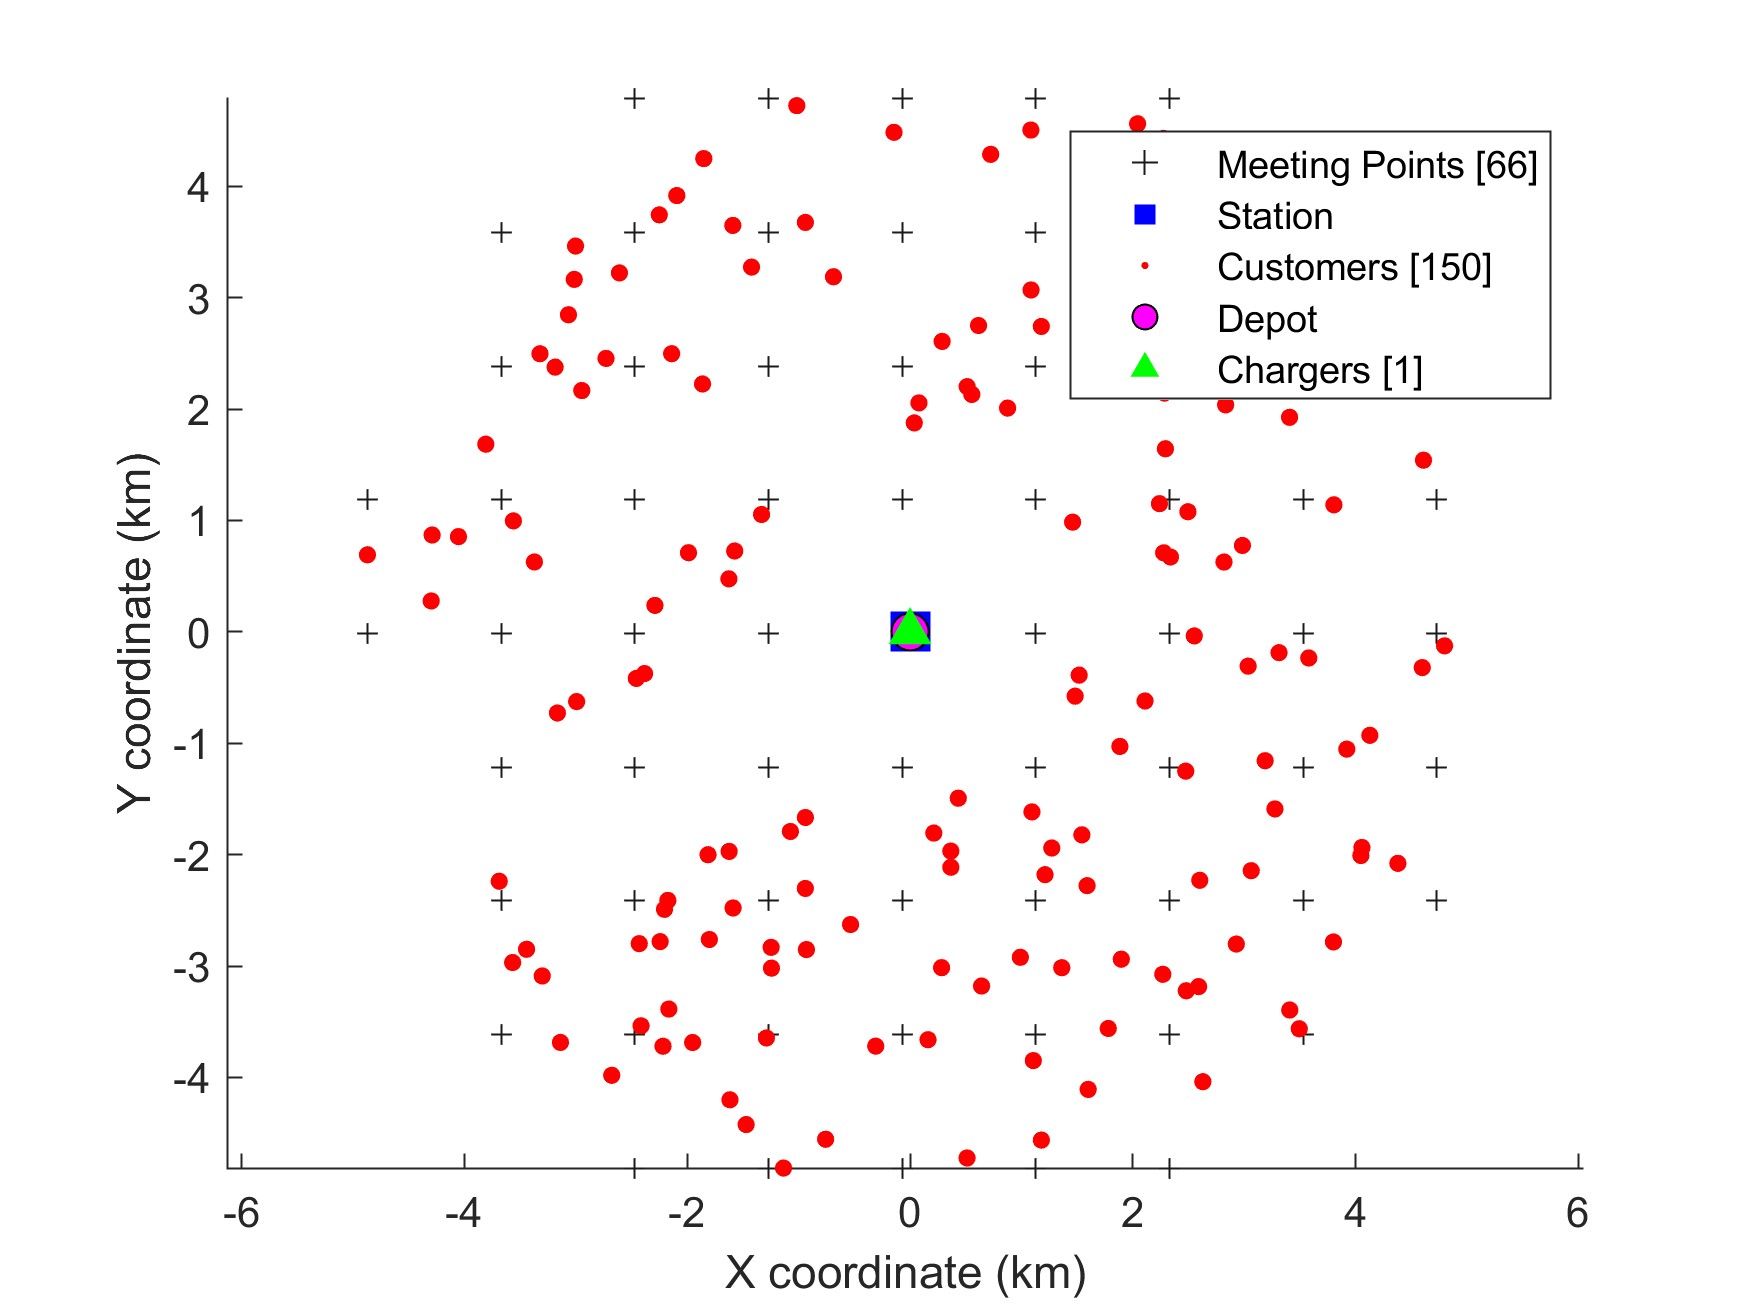 Meeting Points [66]
Station
Customers [150]
Depot
Chargers [1]
4
3
2
1
0
-1
-2
-3
-4
Y coordinate (km)
-6 -4 -2 0 2 4 6
X coordinate (km)